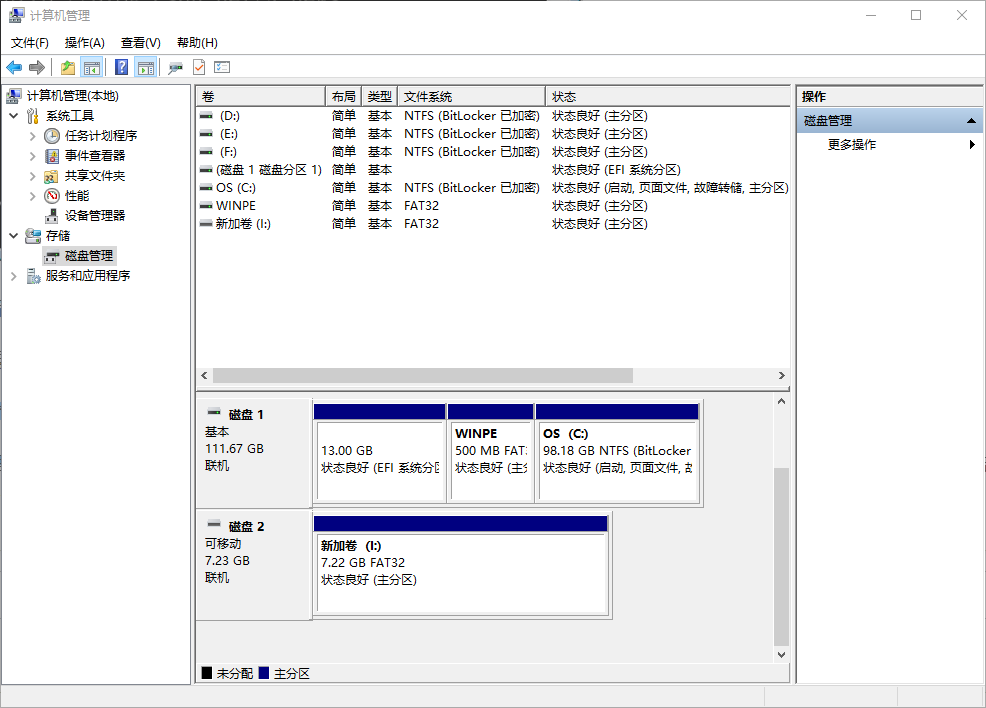 计算机管理
文件(F) 操作(A) 查看(V) 帮助(H)
计算机管理(本地)
系统工具
任务计划程序
事件查看器
共享文件夹
性能
设备管理器
存储
磁盘管理
服务和应用程序
卷 布局 类型 文件系统 状态
(D:) 简单 基本 NTFS (BitLocker 已加密) 状态良好 (主分区)
(E:) 简单 基本 NTFS (BitLocker 已加密) 状态良好 (主分区)
(F:) 简单 基本 NTFS (BitLocker 已加密) 状态良好 (主分区)
(磁盘 1 磁盘分区 1) 简单 基本 状态良好 (EFI 系统分区)
OS (C:) 简单 基本 NTFS (BitLocker 已加密) 状态良好 (启动, 页面文件, 故障转储, 主分区)
WINPE 简单 基本 FAT32 状态良好 (主分区)
新加卷 (I:) 简单 基本 FAT32 状态良好 (主分区)
磁盘 1
基本
111.67 GB
联机
13.00 GB
状态良好 (EFI 系统分区
WINPE
500 MB FAT:
状态良好 (主分
OS (C:)
98.18 GB NTFS (BitLocker
状态良好 (启动, 页面文件, 故
磁盘 2
可移动
7.23 GB
联机
新加卷 (I:)
7.22 GB FAT32
状态良好 (主分区)
未分配 主分区
操作
磁盘管理
更多操作